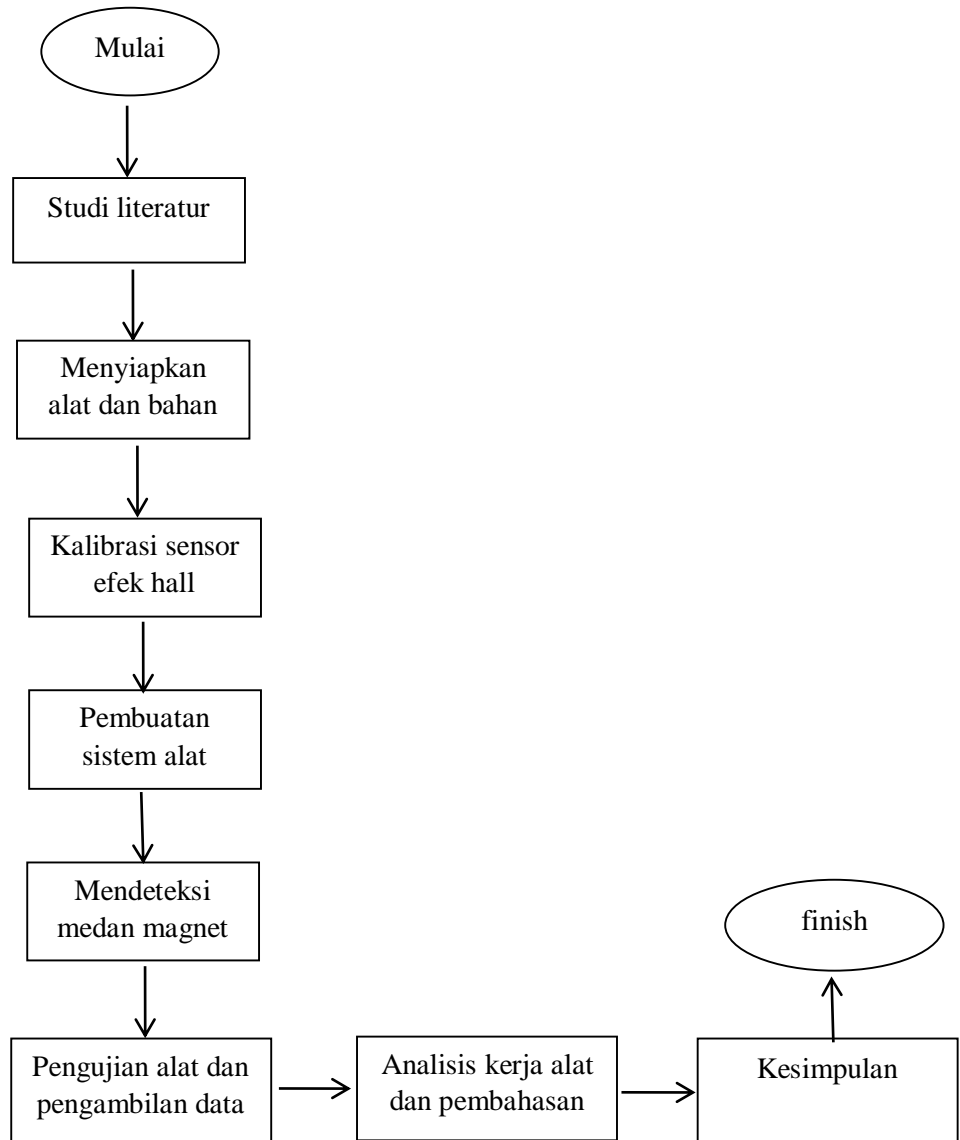 Mulai
Studi literatur
Menyiapkan
alat dan bahan
Kalibrasi sensor
efek hall
Pembuatan
sistem alat
Mendeteksi
medan magnet
Pengujian alat dan
pengambilan data
Analisis kerja alat
dan pembahasan
Kesimpulan
finish